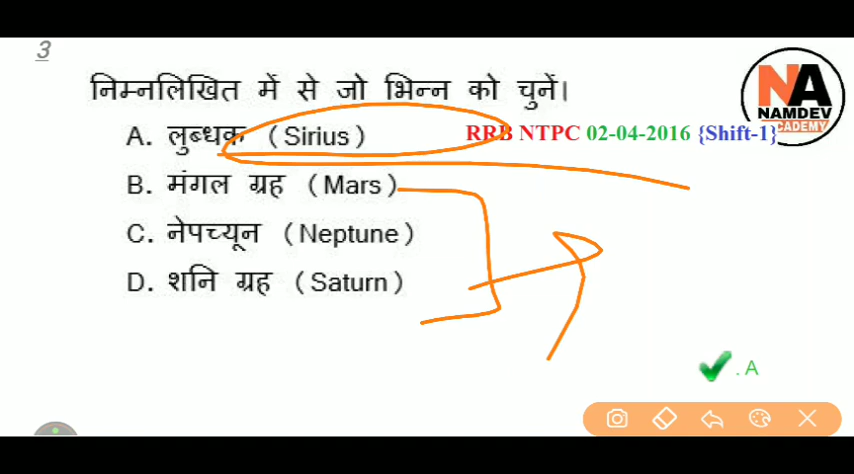 3
निम्नलिखित में से जो भिन्न को चुनें।
A. लुब्धक (Sirius)
RRB NTPC 02-04-2016 {Shift-1}
B. मंगल ग्रह (Mars)
C. नेपच्यून (Neptune)
D. शनि ग्रह (Saturn)
NA
NAMDEV
ACADEMY
. A